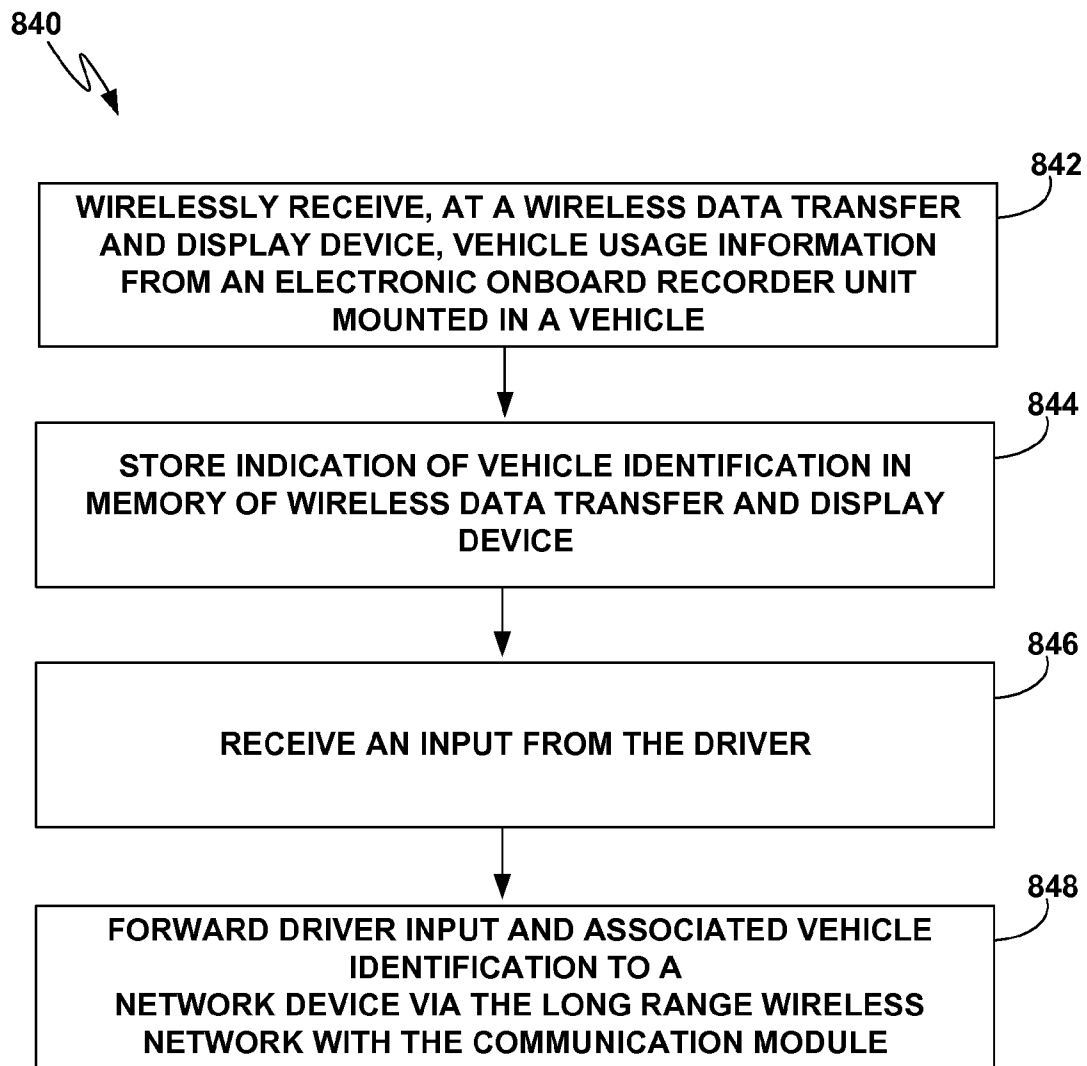 840
842
WIRELESSLY RECEIVE, AT A WIRELESS DATA TRANSFER
AND DISPLAY DEVICE, VEHICLE USAGE INFORMATION
FROM AN ELECTRONIC ONBOARD RECORDER UNIT
MOUNTED IN A VEHICLE
844
STORE INDICATION OF VEHICLE IDENTIFICATION IN
MEMORY OF WIRELESS DATA TRANSFER AND DISPLAY
DEVICE
846
RECEIVE AN INPUT FROM THE DRIVER
848
FORWARD DRIVER INPUT AND ASSOCIATED VEHICLE
IDENTIFICATION TO A
NETWORK DEVICE VIA THE LONG RANGE WIRELESS
NETWORK WITH THE COMMUNICATION MODULE